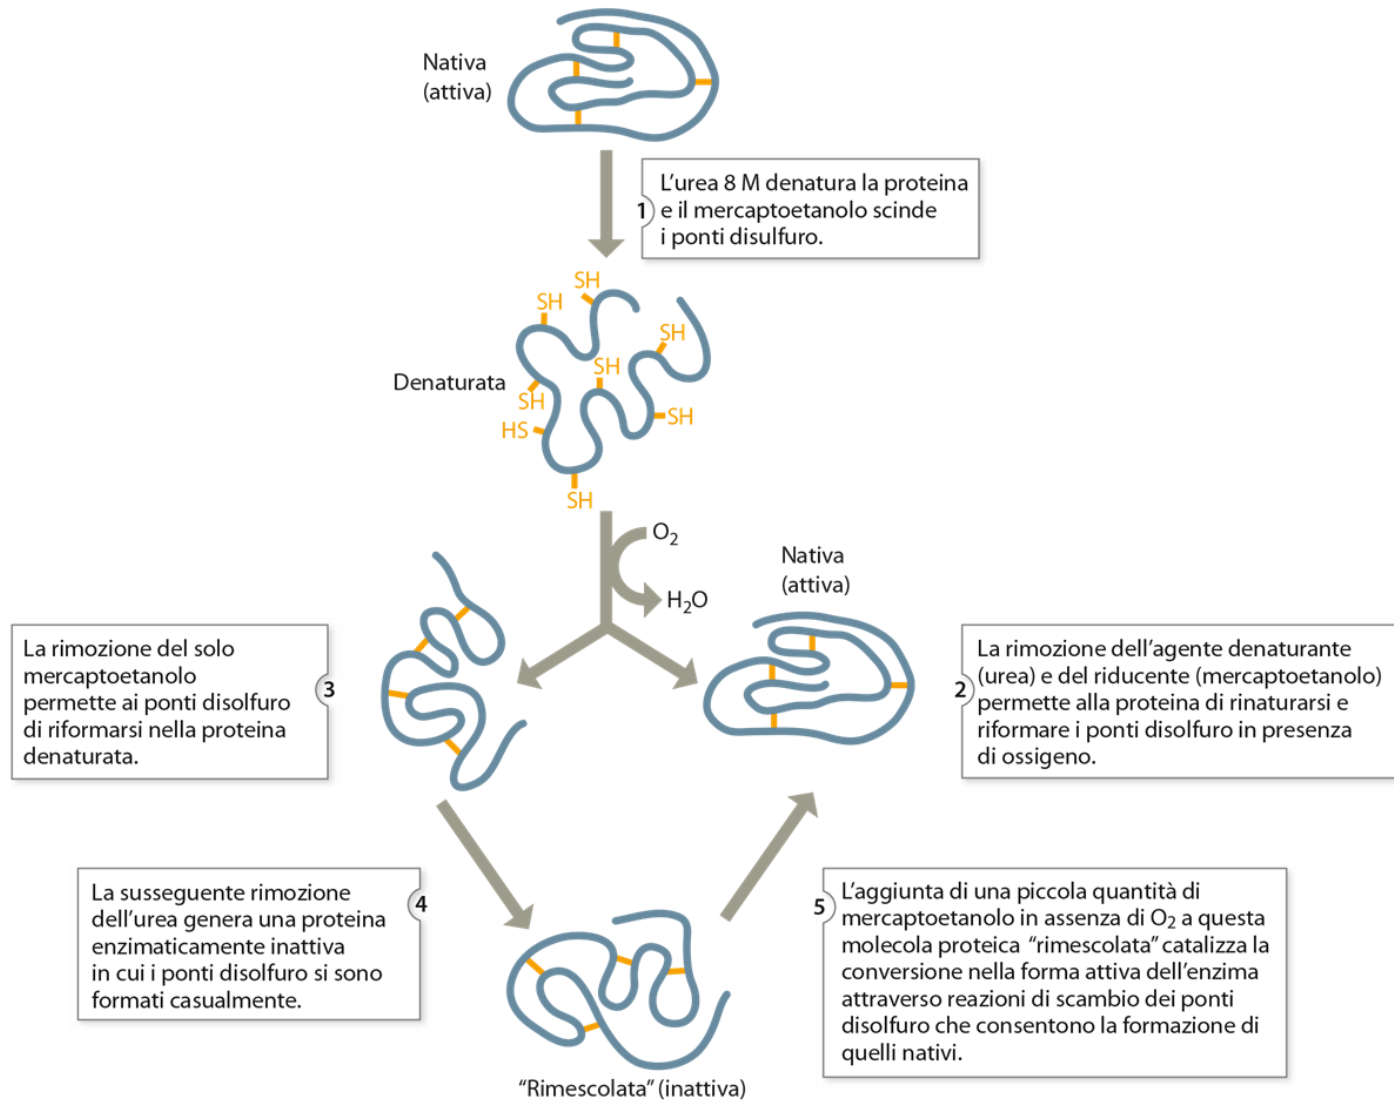 Nativa
(attiva)
1
L'urea 8 M denatura la proteina
e il mercaptoetanolo scinde
i ponti disulfuro.
SH
SH
SH
SH
SH
SH
HS
SH
Denaturata
O₂
H₂O
Nativa
(attiva)
3
La rimozione del solo
mercaptoetanolo
permette ai ponti disolfuro
di riformarsi nella proteina
denaturata.
2
La rimozione dell'agente denaturante
(urea) e del riducente (mercaptoetanolo)
permette alla proteina di rinaturarsi e
riformare i ponti disolfuro in presenza
di ossigeno.
4
La susseguente rimozione
dell'urea genera una proteina
enzimaticamente inattiva
in cui i ponti disolfuro si sono
formati casualmente.
5
L'aggiunta di una piccola quantità di
mercaptoetanolo in assenza di O₂ a questa
molecola proteica "rimescolata" catalizza la
conversione nella forma attiva dell'enzima
attraverso reazioni di scambio dei ponti
disolfuro che consentono la formazione di
quelli nativi.
"Rimescolata" (inattiva)